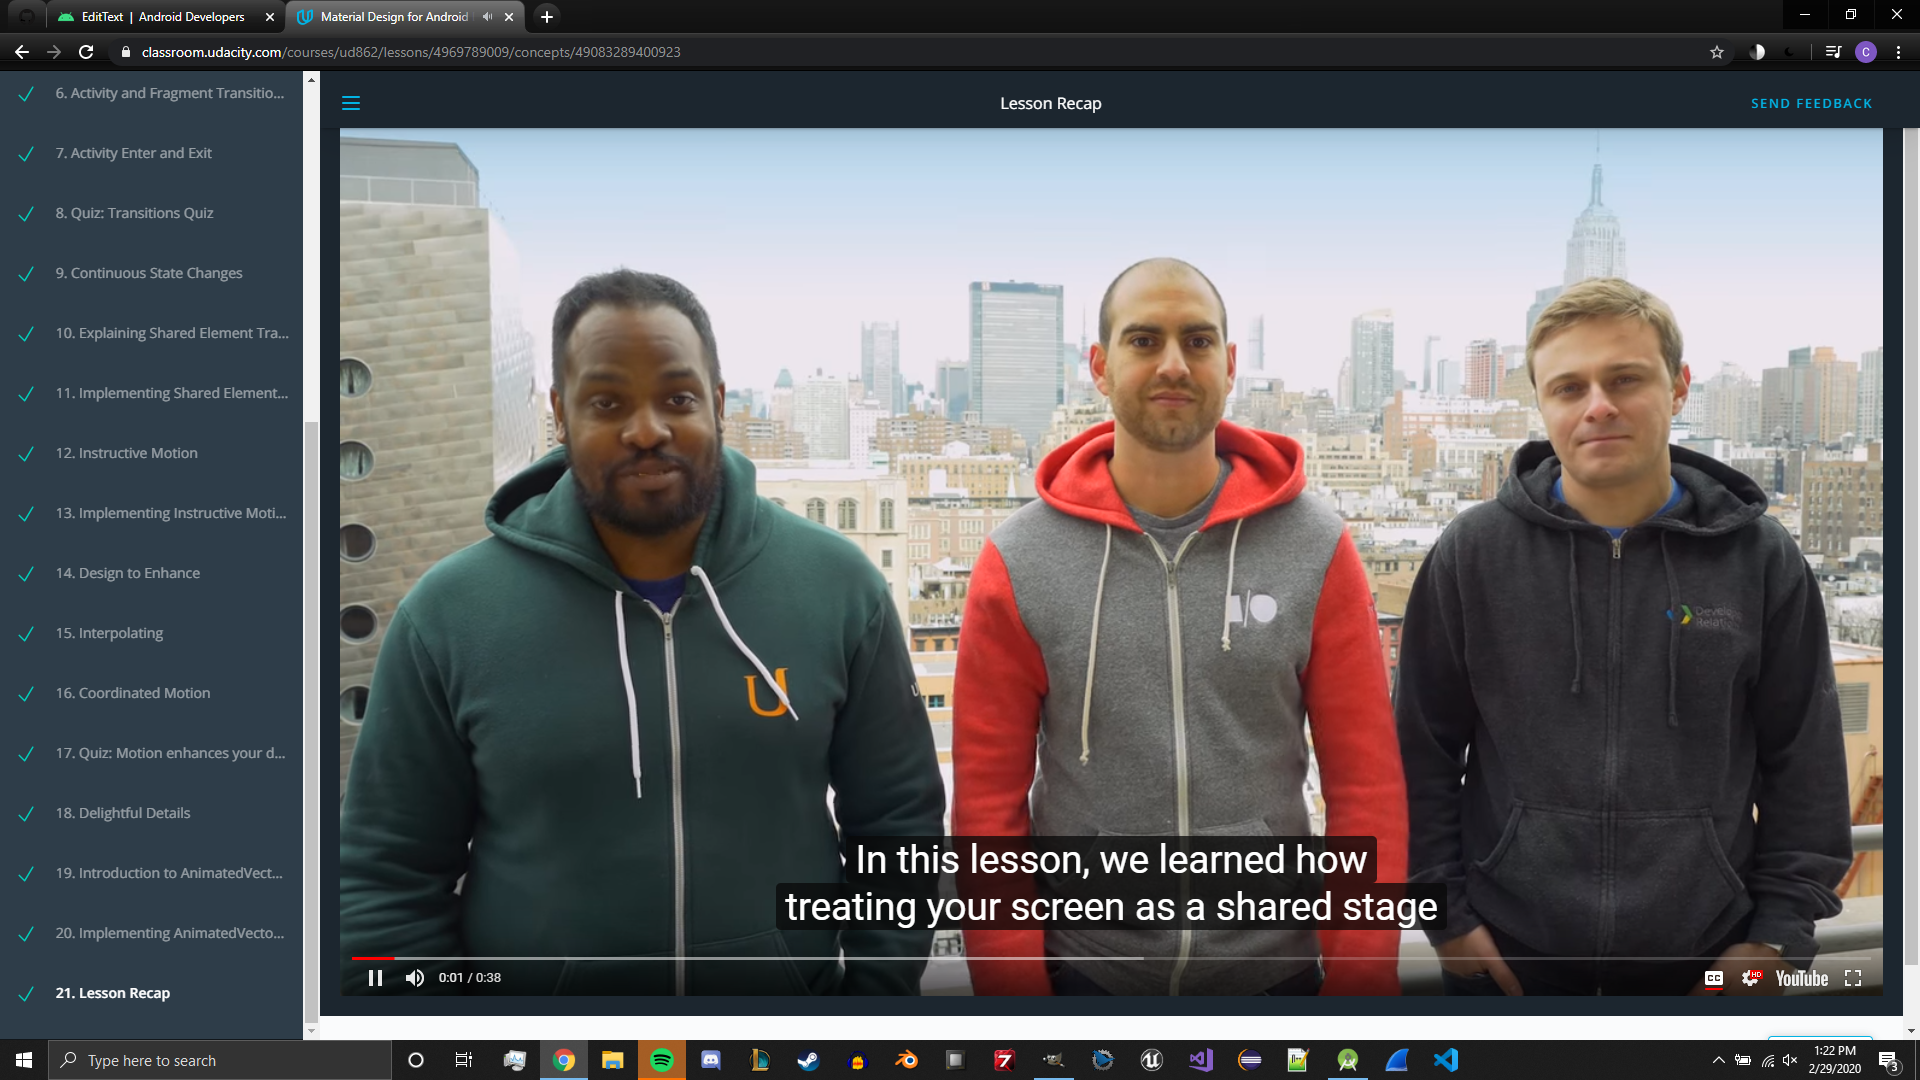 EditText | Android Developers
Material Design for Android
classroom.udacity.com/courses/ud862/lessons/4969789009/concepts/49083289400923
C
6. Activity and Fragment Transitio...
7. Activity Enter and Exit
8. Quiz: Transitions Quiz
9. Continuous State Changes
10. Explaining Shared Element Tra...
11. Implementing Shared Element...
12. Instructive Motion
13. Implementing Instructive Moti...
14. Design to Enhance
15. Interpolating
16. Coordinated Motion
17. Quiz: Motion enhances your d...
18. Delightful Details
19. Introduction to AnimatedVect...
20. Implementing AnimatedVecto...
21. Lesson Recap
Lesson Recap
SEND FEEDBACK
I/O
U
In this lesson, we learned how
treating your screen as a shared stage
0:01 / 0:38
CC
HD
YouTube
Type here to search
1:22 PM
2/29/2020
3